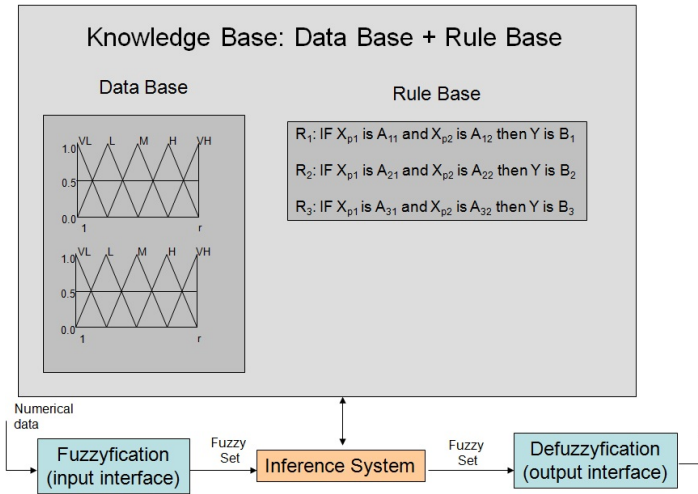 Knowledge Base: Data Base + Rule Base
Data Base
Rule Base
VL L M H VH
1.0
0.5
0.0
1 r
VL L M H VH
1.0
0.5
0.0
1 r
R₁: IF Xₚ₁ is A₁₁ and Xₚ₂ is A₁₂ then Y is B₁
R₂: IF Xₚ₁ is A₂₁ and Xₚ₂ is A₂₂ then Y is B₂
R₃: IF Xₚ₁ is A₃₁ and Xₚ₂ is A₃₂ then Y is B₃
Numerical
data
Fuzzyfication
(input interface)
Fuzzy
Set
Inference System
Fuzzy
Set
Defuzzyfication
(output interface)